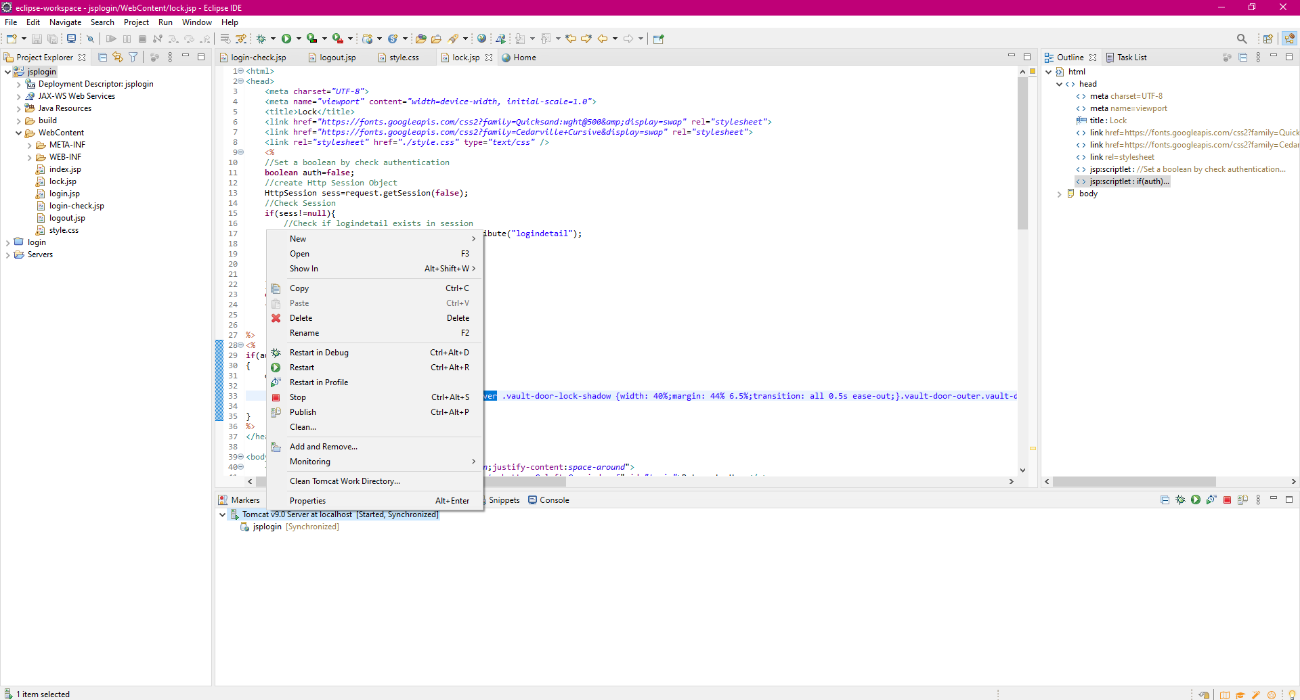 eclipse-workspace - jsplogin/WebContent/lock.jsp - Eclipse IDE
File Edit Navigate Search Project Run Window Help
Project Explorer
jsplogin
Deployment Descriptor: jsplogin
JAX-WS Web Services
Java Resources
build
WebContent
META-INF
WEB-INF
index.jsp
lock.jsp
login.jsp
login-check.jsp
logout.jsp
style.css
login
Servers
login-check.jsp logout.jsp style.css lock.jsp Home
1 <html>
2 <head>
3 <meta charset="UTF-8">
4 <meta name="viewport" content="width=device-width, initial-scale=1.0">
5 <title>Lock</title>
6 <link href="https://fonts.googleapis.com/css2?family=Quicksand:wght@500&amp;display=swap" rel="stylesheet">
7 <link href="https://fonts.googleapis.com/css2?family=Cedarville+Cursive&display=swap" rel="stylesheet">
8 <link rel="stylesheet" href="./style.css" type="text/css" />
9 <%
10 //Set a boolean by check authentication
11 boolean auth=false;
12 //create Http Session Object
13 HttpSession sess=request.getSession(false);
14 //Check Session
15 if(sess!=null){
16 //Check if logindetail exists in session
17 ibute("logindetail");
18
19
20
21
22
23
24
25
26
27 %>
28 <%
29 if(au
30 {
31
32
33 ver .vault-door-lock-shadow {width: 40%;margin: 44% 6.5%;transition: all 0.5s ease-out;}.vault-door-outer.vault-d
34
35 }
36 %>
37 </hea
38
39 <body
40 n;justify-content:space-around">
New
Open F3
Show In Alt+Shift+W
Copy Ctrl+C
Paste Ctrl+V
Delete Delete
Rename F2
Restart in Debug Ctrl+Alt+D
Restart Ctrl+Alt+R
Restart in Profile
Stop Ctrl+Alt+S
Publish Ctrl+Alt+P
Clean...
Add and Remove...
Monitoring
Clean Tomcat Work Directory...
Properties Alt+Enter
Markers Snippets Console
Tomcat v9.0 Server at localhost [Started, Synchronized]
jsplogin [Synchronized]
Outline Task List
html
head
meta charset=UTF-8
meta name=viewport
title : Lock
link href=https://fonts.googleapis.com/css2?family=Quick
link href=https://fonts.googleapis.com/css2?family=Cedar
link rel=stylesheet
jsp:scriptlet : //Set a boolean by check authentication...
jsp:scriptlet : if(auth)...
body
1 item selected